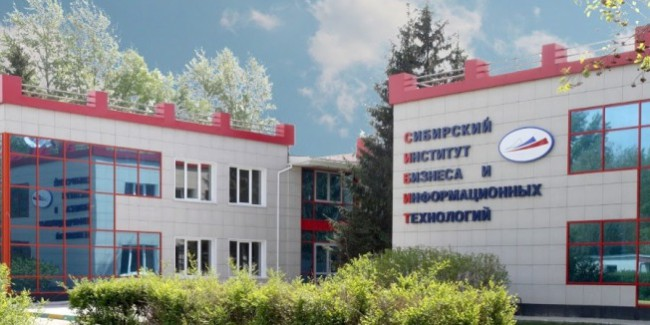 Сибирский
институт
бизнеса и
информационных
технологий